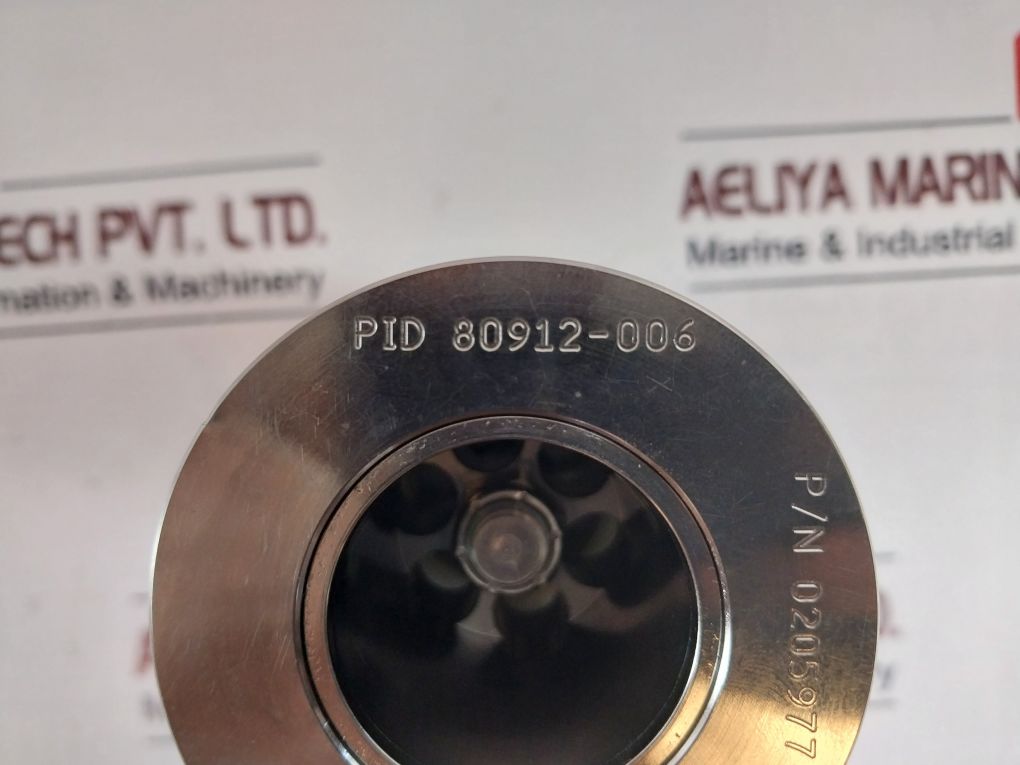 ECH PVT. LTD.
mation & Machinery
AELIYA MARIN
Marine & Industrial
PID 80912-006
P/N 0205977